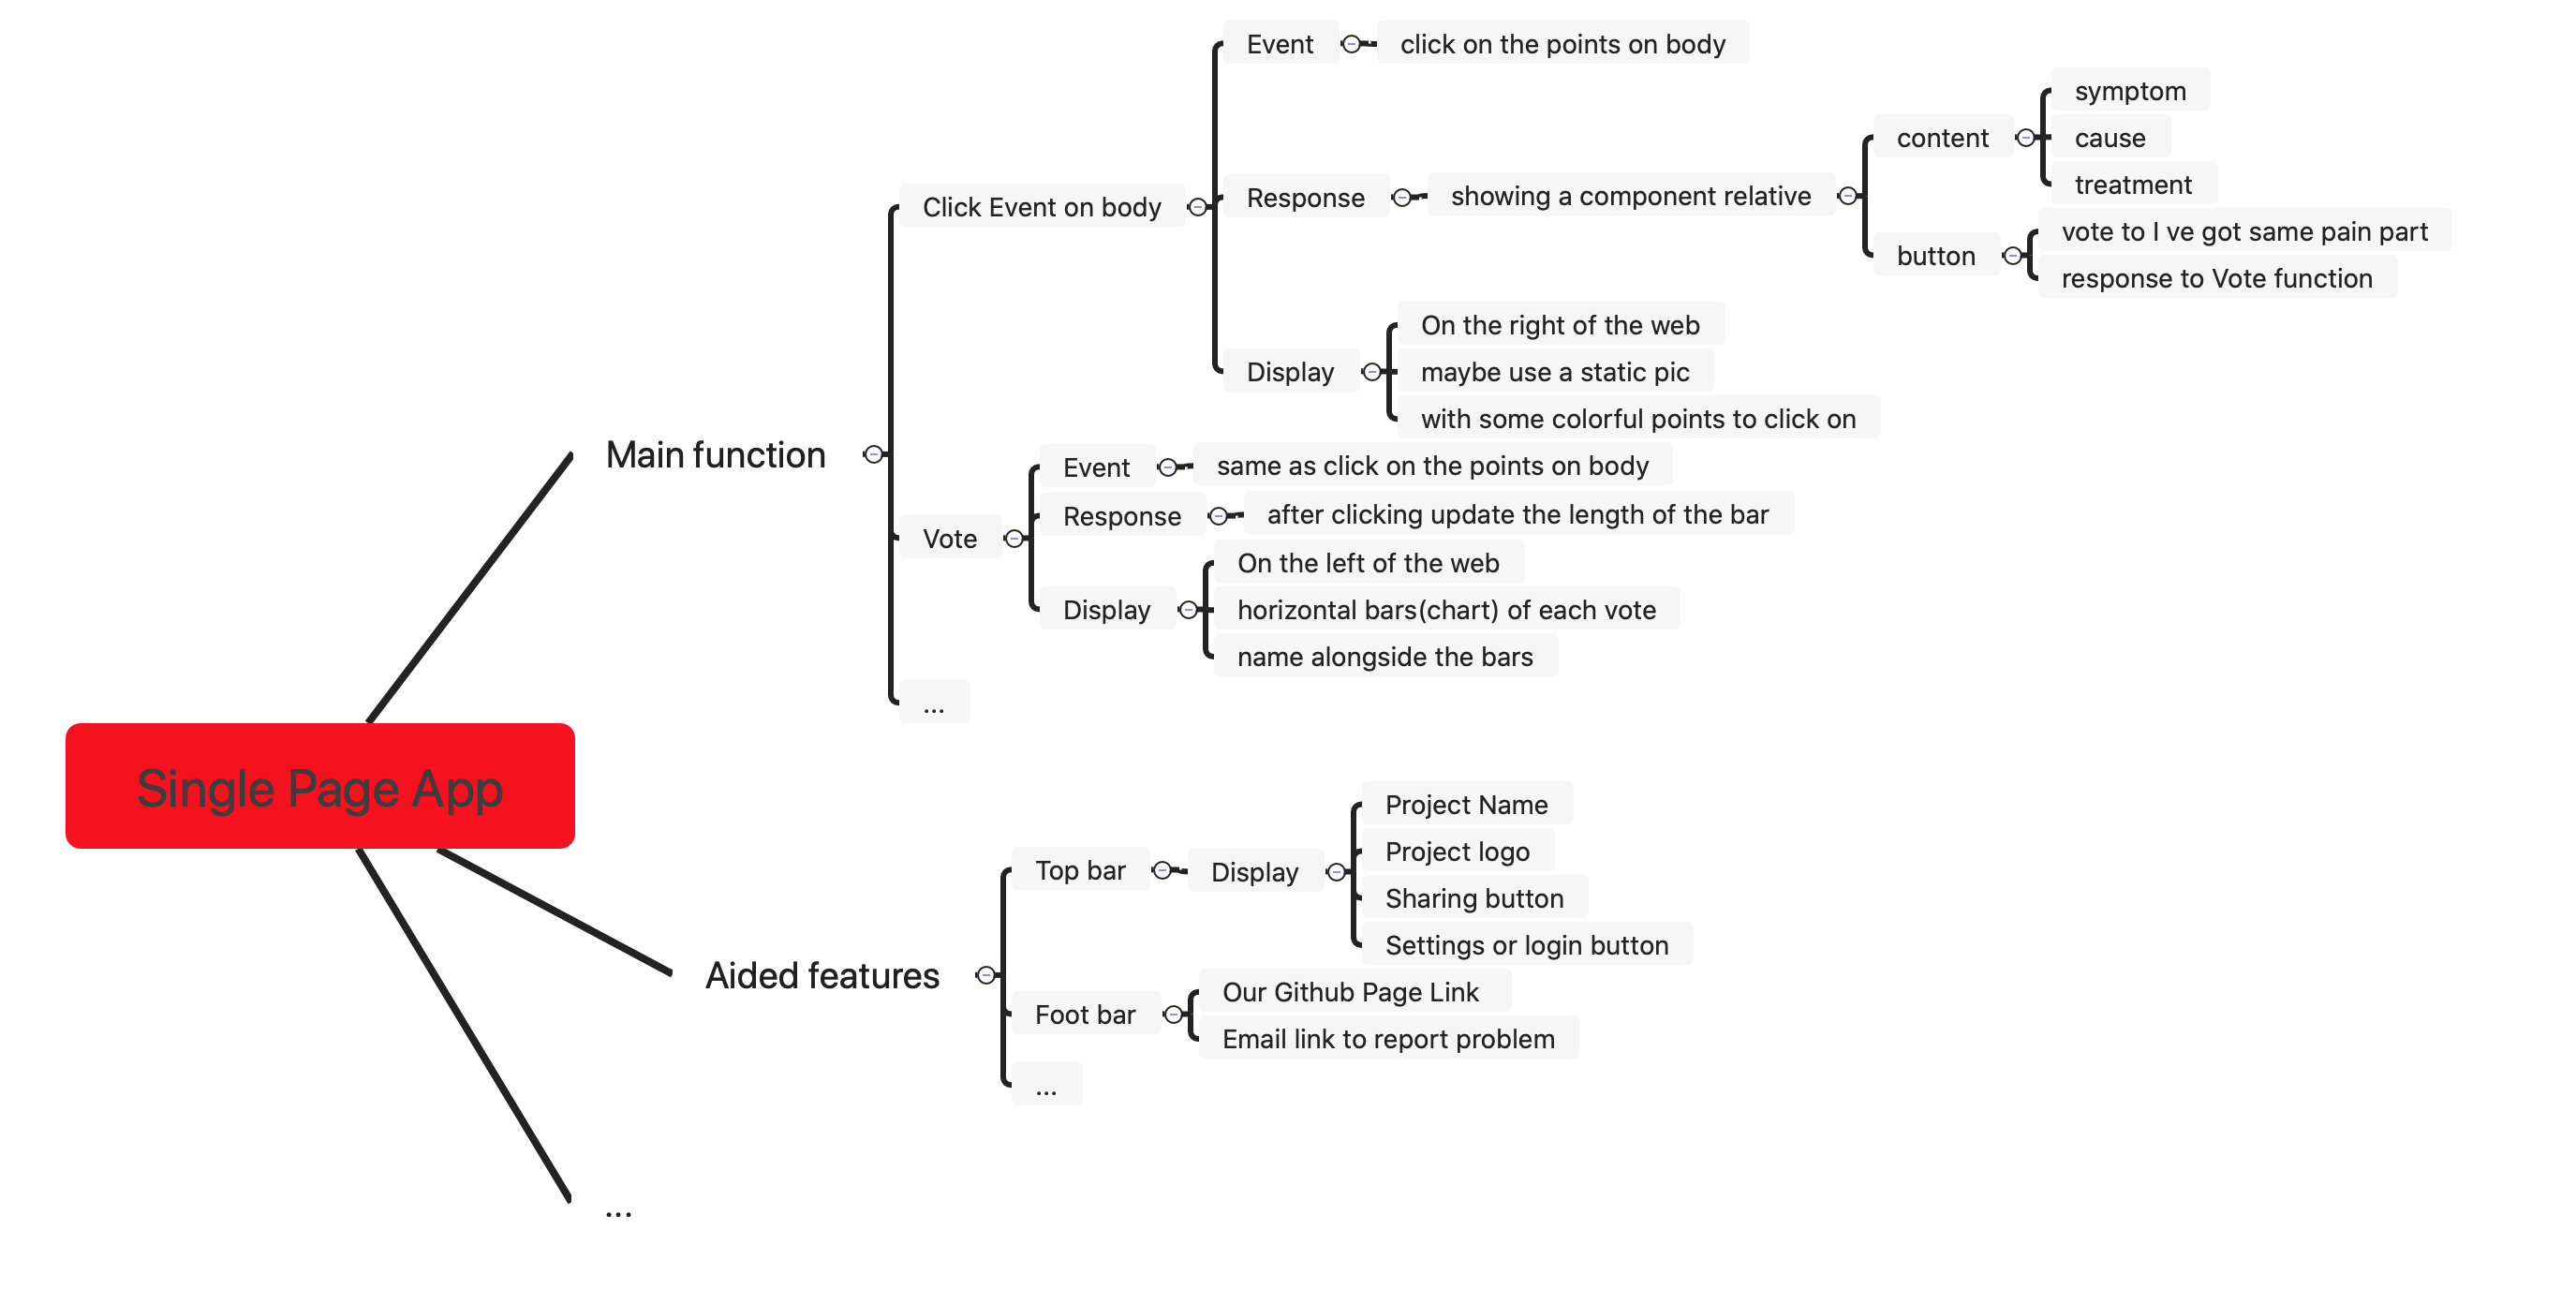 Single Page App
Main function
Click Event on body
Event
click on the points on body
Response
showing a component relative
content
symptom
cause
treatment
button
vote to I ve got same pain part
response to Vote function
Display
On the right of the web
maybe use a static pic
with some colorful points to click on
Vote
Event
same as click on the points on body
Response
after clicking update the length of the bar
Display
On the left of the web
horizontal bars(chart) of each vote
name alongside the bars
...
Aided features
Top bar
Display
Project Name
Project logo
Sharing button
Settings or login button
Foot bar
Our Github Page Link
Email link to report problem
...
...